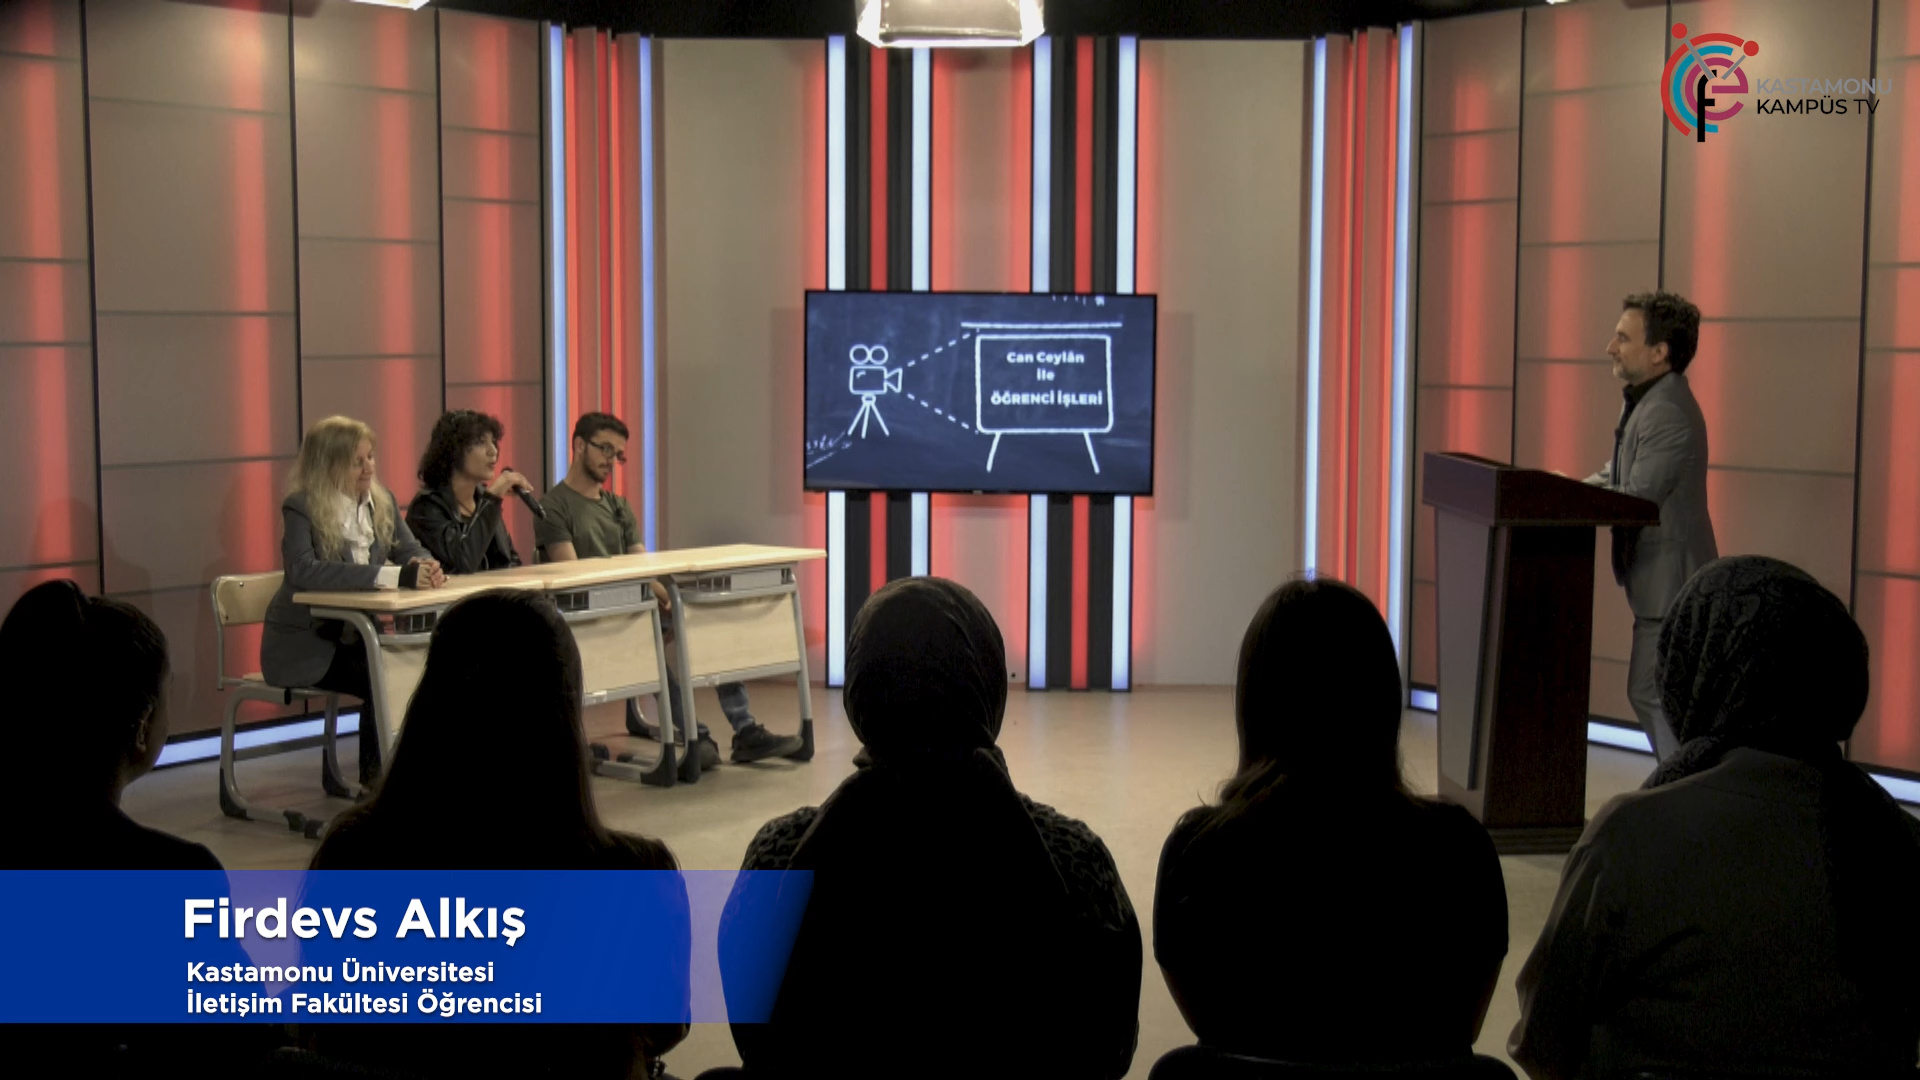 KASTAMONU
KAMPÜS TV
Can Ceylân
ile
ÖĞRENCİ İŞLERİ
Firdevs Alkış
Kastamonu Üniversitesi
İletişim Fakültesi Öğrencisi